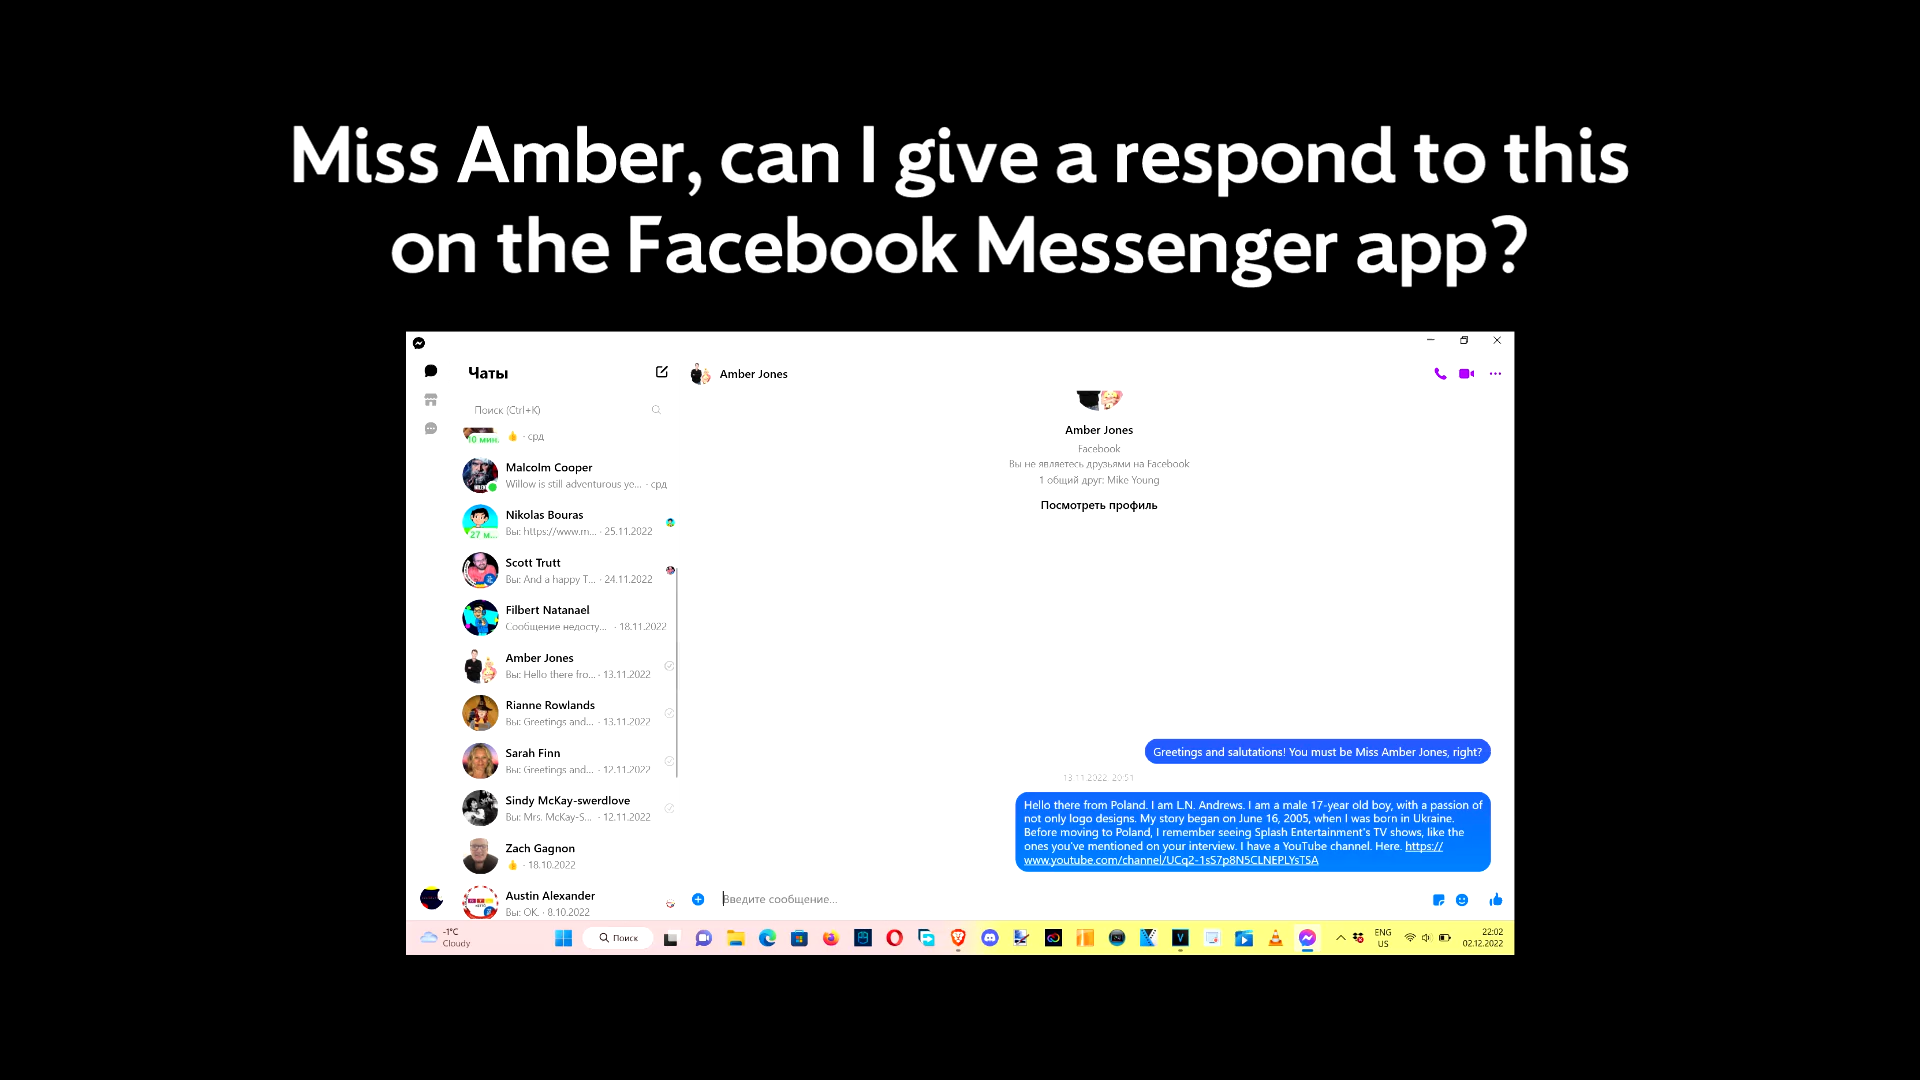 Miss Amber, can I give a respond to this
on the Facebook Messenger app?
Чаты
Поиск (Ctrl+K)
10 мин.
👍 · срд
Malcolm Cooper
Willow is still adventurous ye... · срд
Nikolas Bouras
27 м...
Вы: https://www.m... · 25.11.2022
Scott Trutt
Вы: And a happy T... · 24.11.2022
Filbert Natanael
Сообщение недосту... · 18.11.2022
Amber Jones
Вы: Hello there fro... · 13.11.2022
Rianne Rowlands
Вы: Greetings and... · 13.11.2022
Sarah Finn
Вы: Greetings and... · 12.11.2022
Sindy McKay-swerdlove
Вы: Mrs. McKay-S... · 12.11.2022
Zach Gagnon
👍 · 18.10.2022
Austin Alexander
Вы: OK. · 8.10.2022
Amber Jones
Amber Jones
Facebook
Вы не являетесь друзьями на Facebook
1 общий друг: Mike Young
Посмотреть профиль
Greetings and salutations! You must be Miss Amber Jones, right?
13.11.2022, 20:51
Hello there from Poland. I am L.N. Andrews. I am a male 17-year old boy, with a passion of
not only logo designs. My story began on June 16, 2005, when I was born in Ukraine.
Before moving to Poland, I remember seeing Splash Entertainment's TV shows, like the
ones you've mentioned on your interview. I have a YouTube channel. Here. https://
www.youtube.com/channel/UCq2-1sS7p8N5CLNEPLYsTSA
Введите сообщение...
-1°C
Cloudy
Поиск
ENG
US
22:02
02.12.2022